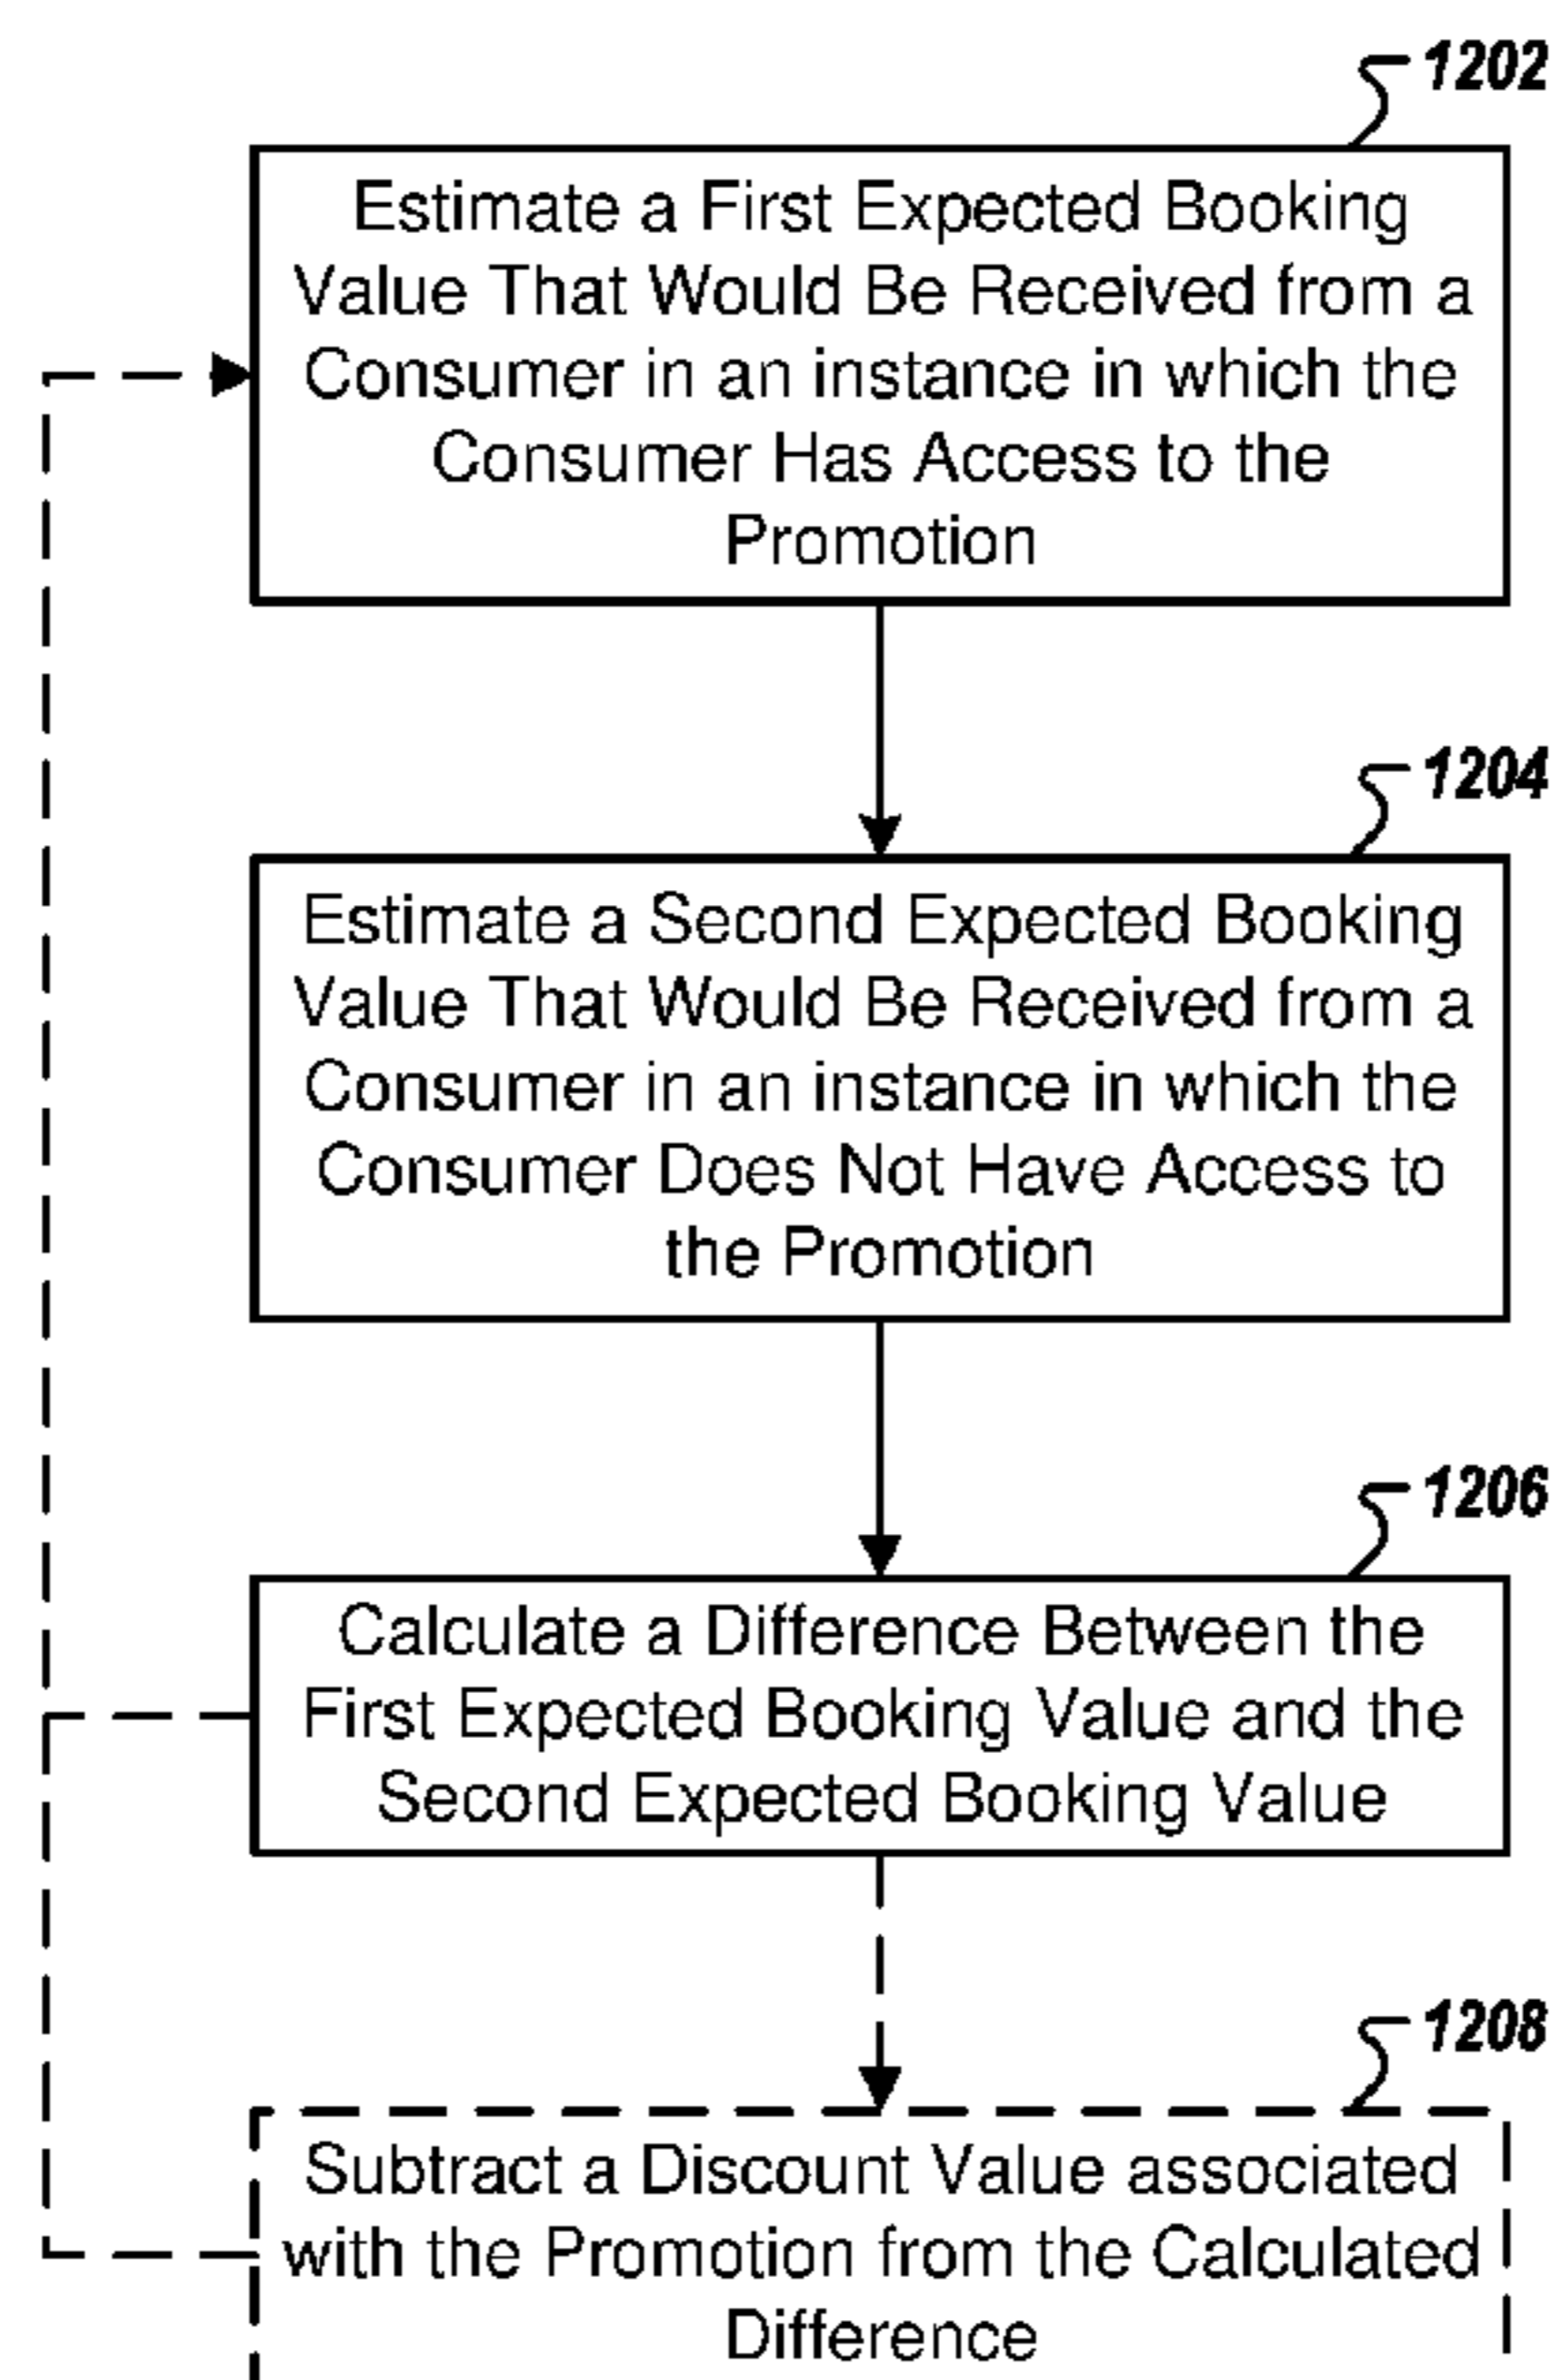 1202
Estimate a First Expected Booking
Value That Would Be Received from a
Consumer in an instance in which the
Consumer Has Access to the
Promotion
1204
Estimate a Second Expected Booking
Value That Would Be Received from a
Consumer in an instance in which the
Consumer Does Not Have Access to
the Promotion
1206
Calculate a Difference Between the
First Expected Booking Value and the
Second Expected Booking Value
1208
Subtract a Discount Value associated
with the Promotion from the Calculated
Difference